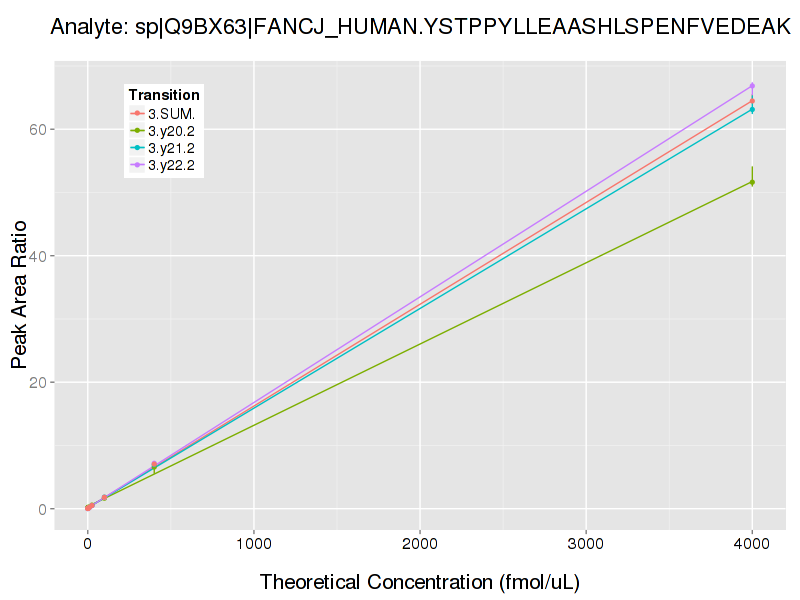 Analyte: sp|Q9BX63|FANCJ_HUMAN.YSTPPYLLEAASHLSPENFVEDEAK
Transition
3.SUM.
3.y20.2
3.y21.2
3.y22.2
Peak Area Ratio
60
40
20
0
0 1000 2000 3000 4000
Theoretical Concentration (fmol/uL)